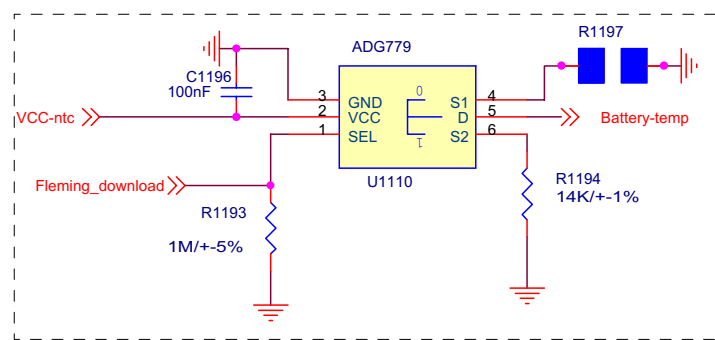 R1197
ADG779
C1196
100nF
0
3 GND S1 4
VCC-ntc 2 VCC D 5 Battery-temp
1 SEL S2 6
1
Fleming_download
U1110
R1194
14K/+-1%
R1193
1M/+-5%